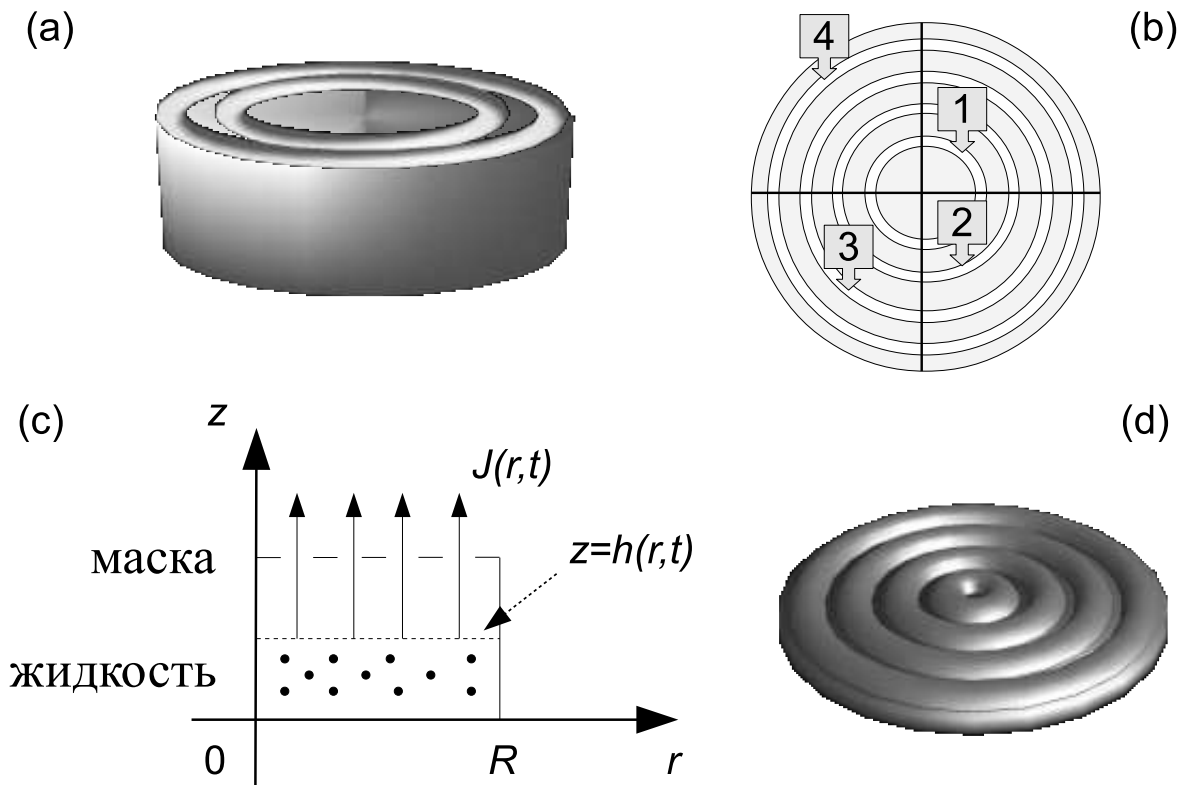 (a)
(b)
4
1
2
3
(c)
(d)
z
J(r,t)
маска
z=h(r,t)
жидкость
0
R
r